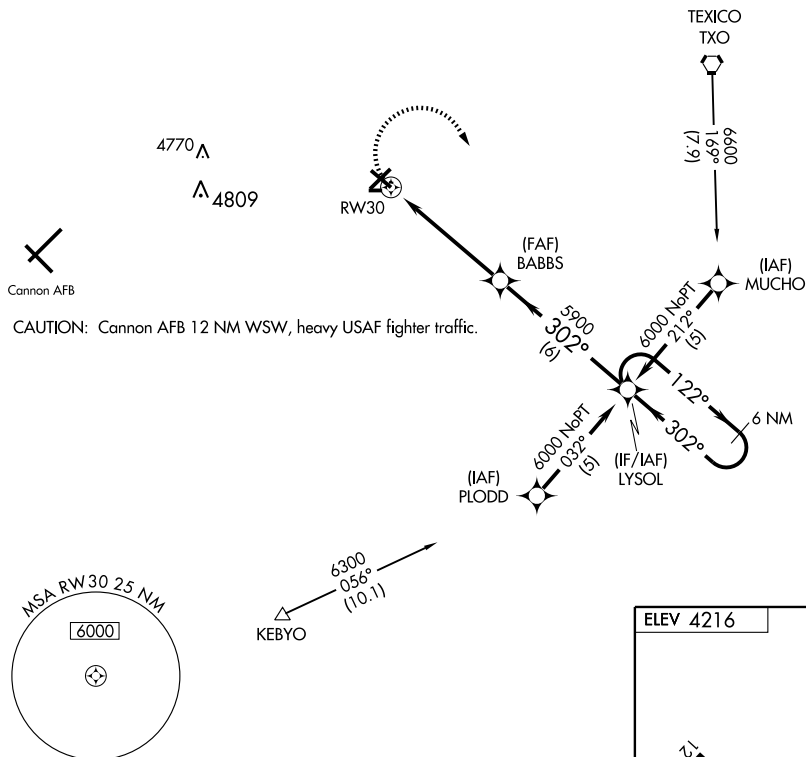 TEXICO
TXO
6600
169°
(7.9)
4770
4809
RW30
Cannon AFB
(FAF)
BABBS
(IAF)
MUCHO
CAUTION: Cannon AFB 12 NM WSW, heavy USAF fighter traffic.
5900
302°
(6)
6000 NoPT
212°
(5)
122°
302°
6 NM
6000 NoPT
032°
(5)
(IF/IAF)
LYSOL
(IAF)
PLODD
6300
056°
(10.1)
KEBYO
MSA RW30 25 NM
6000
ELEV 4216
12